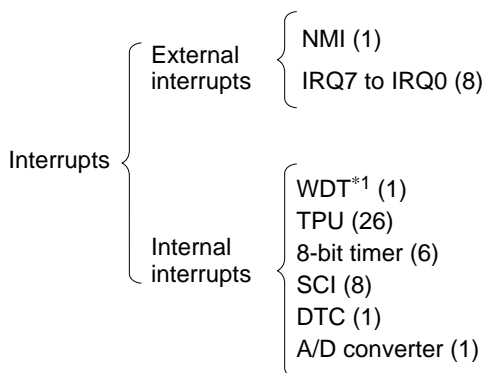 Interrupts
External
interrupts
NMI (1)
IRQ7 to IRQ0 (8)
Internal
interrupts
WDT*1 (1)
TPU (26)
8-bit timer (6)
SCI (8)
DTC (1)
A/D converter (1)